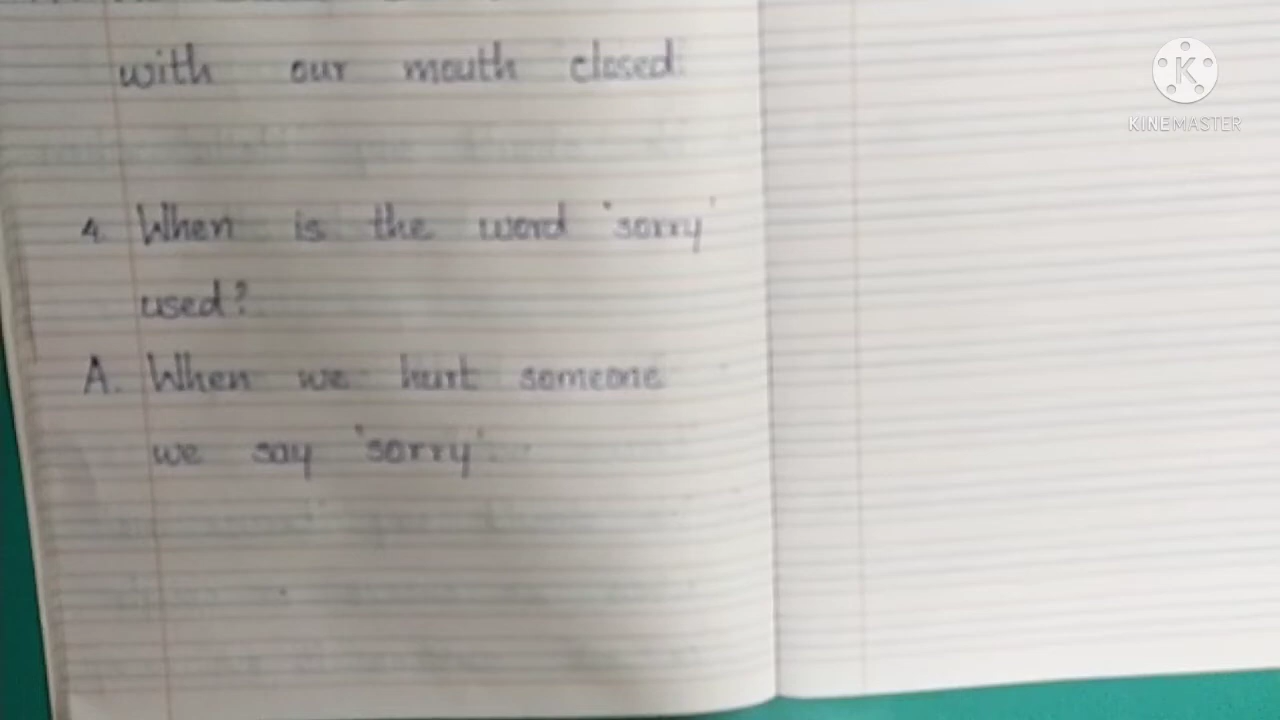 with our mouth closed.
KINEMASTER
4. When is the word 'sorry'
used?
A. When we hurt someone
we say 'sorry'.